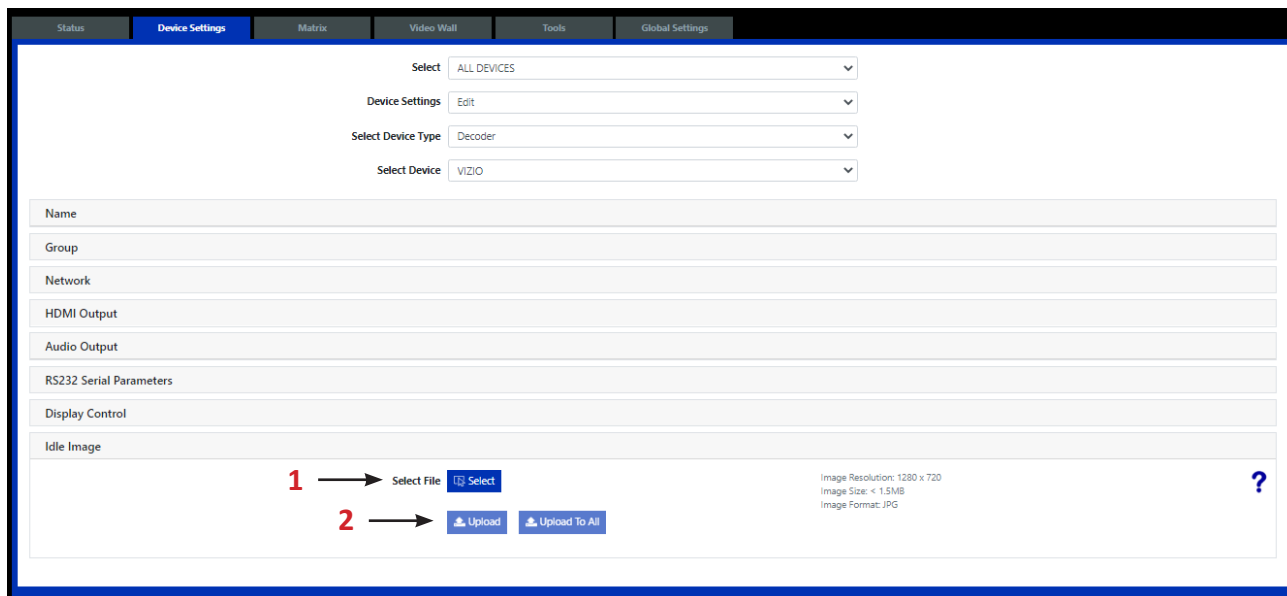 Status Device Settings Matrix Video Wall Tools Global Settings
Select ALL DEVICES
Device Settings Edit
Select Device Type Decoder
Select Device VIZIO
Name
Group
Network
HDMI Output
Audio Output
RS232 Serial Parameters
Display Control
Idle Image
1 Select File Select
Image Resolution: 1280 x 720
Image Size: < 1.5MB
Image Format: JPG
?
2 Upload Upload To All